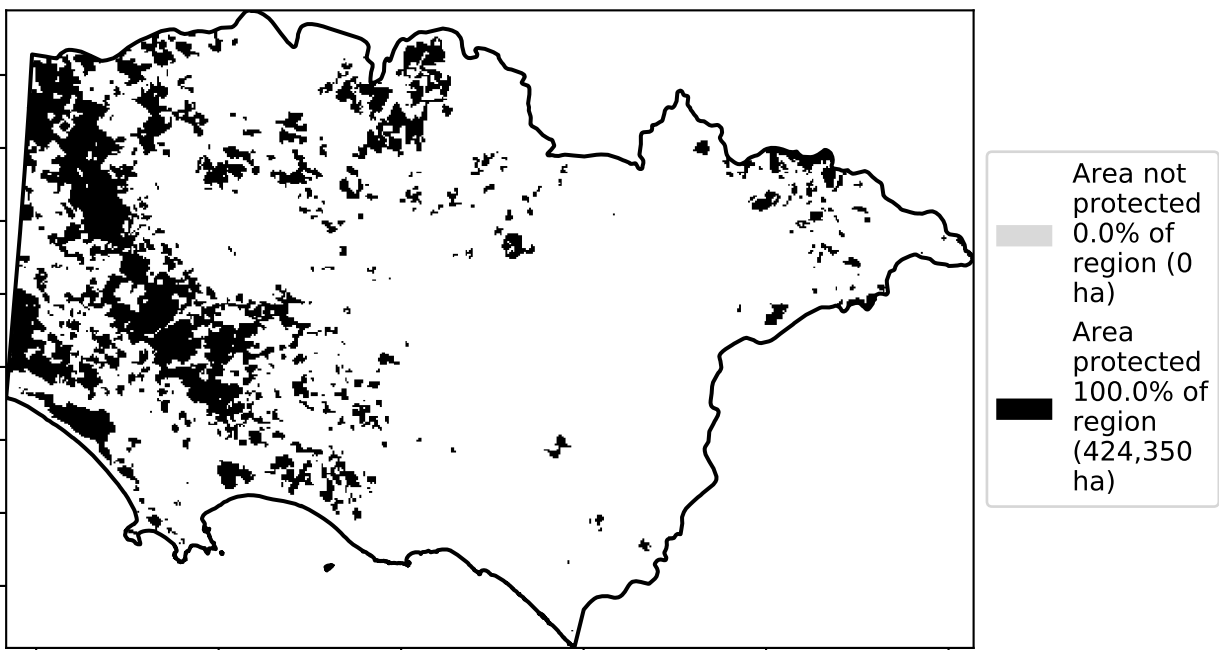 Area not
protected
0.0% of
region (0
ha)
Area
protected
100.0% of
region
(424,350
ha)